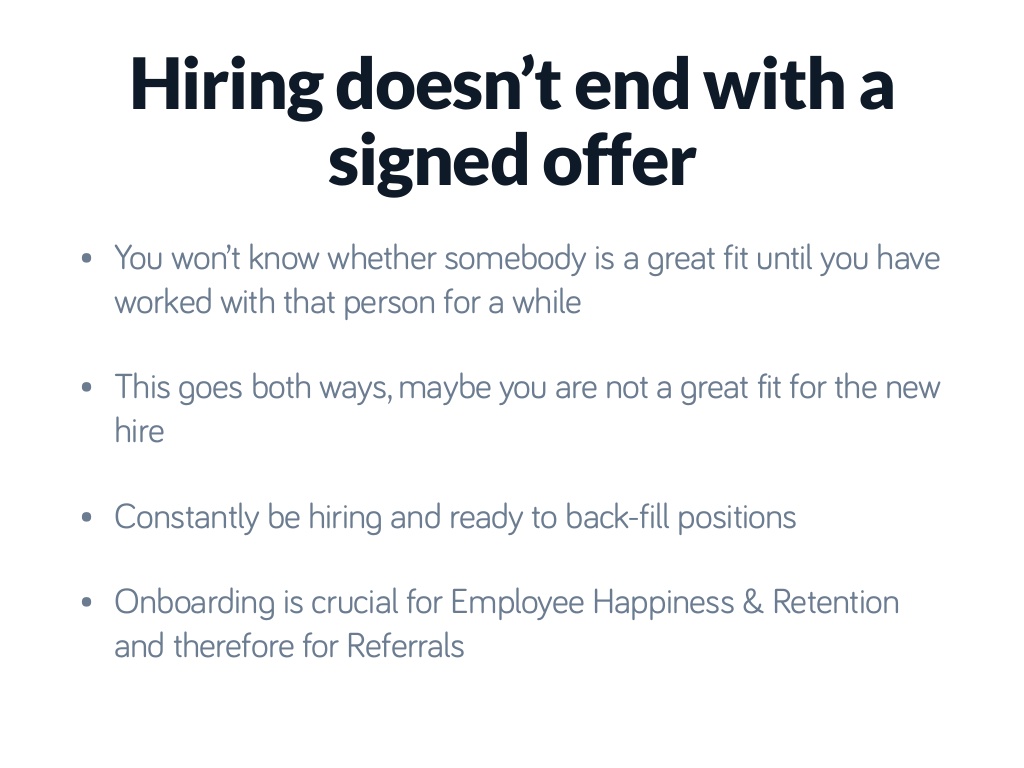 Hiring doesn’t end with a
signed offer
• You won’t know whether somebody is a great fit until you have
worked with that person for a while
• This goes both ways, maybe you are not a great fit for the new
hire
• Constantly be hiring and ready to back-fill positions
• Onboarding is crucial for Employee Happiness & Retention
and therefore for Referrals